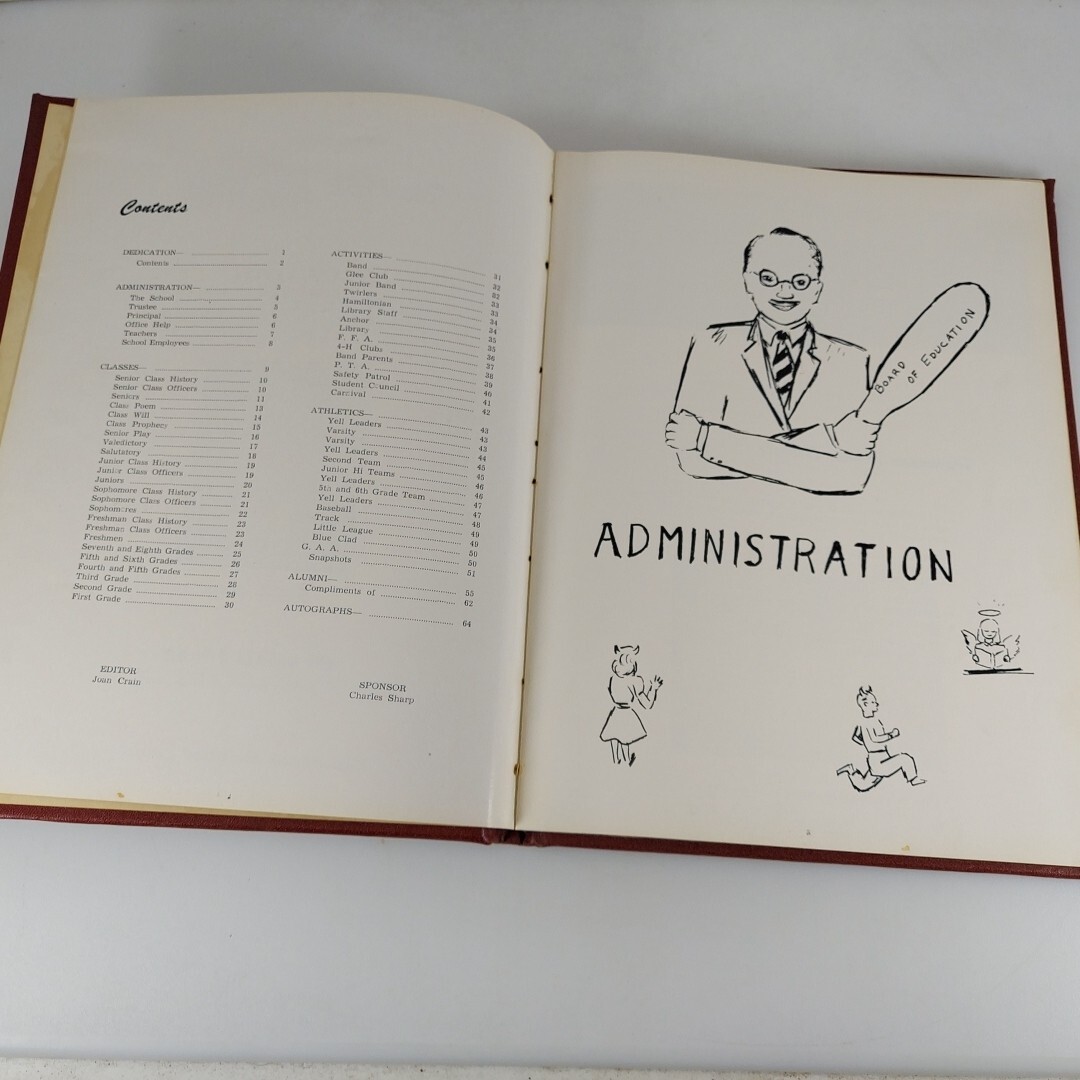 Contents
DEDICATION— 1
Contents 2
ADMINISTRATION— 3
The School 4
Trustee 5
Principal 6
Office Help 6
Teachers 7
School Employees 8
CLASSES— 9
Senior Class History 10
Senior Class Officers 10
Seniors 11
Class Poem 13
Class Will 14
Class Prophecy 15
Senior Play 16
Valedictory 17
Salutatory 18
Junior Class History 19
Junior Class Officers 19
Juniors 20
Sophomore Class History 21
Sophomore Class Officers 21
Sophomores 22
Freshman Class History 23
Freshman Class Officers 23
Freshmen 24
Seventh and Eighth Grades 25
Fifth and Sixth Grades 26
Fourth and Fifth Grades 27
Third Grade 28
Second Grade 29
First Grade 30
ACTIVITIES— 31
Band 32
Glee Club 32
Junior Band 33
Twirlers 33
Hamiltonian 34
Library Staff 34
Anchor 35
Library 35
F. F. A. 36
4-H Clubs 37
Band Parents 38
P. T. A. 39
Safety Patrol 40
Student Council 41
Carnival 42
ATHLETICS—
Yell Leaders 43
Varsity 43
Varsity 44
Yell Leaders 45
Second Team 45
Junior Hi Teams 46
Yell Leaders 46
5th and 6th Grade Team 47
Yell Leaders 47
Baseball 48
Track 49
Little League 49
Blue Clad 50
G. A. A. 50
Snapshots 51
ALUMNI— 55
Compliments of 62
AUTOGRAPHS— 64
EDITOR
Joan Crain
SPONSOR
Charles Sharp
BOARD
OF EDUCATION
ADMINISTRATION